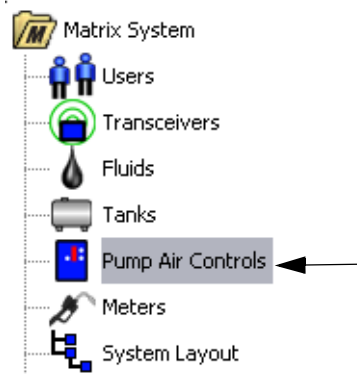 Matrix System
Users
Transceivers
Fluids
Tanks
Pump Air Controls
Meters
System Layout